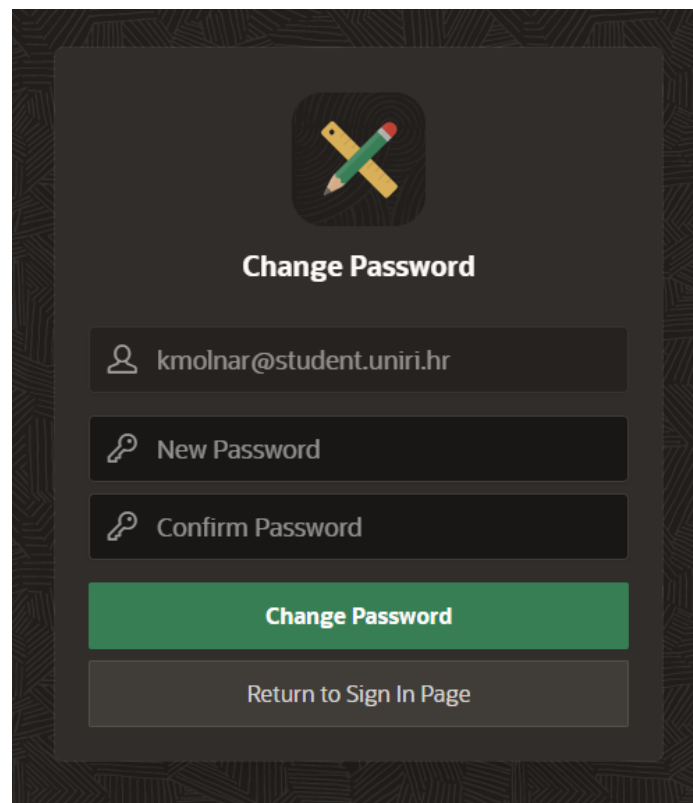 Change Password
kmolnar@student.uniri.hr
New Password
Confirm Password
Change Password
Return to Sign In Page